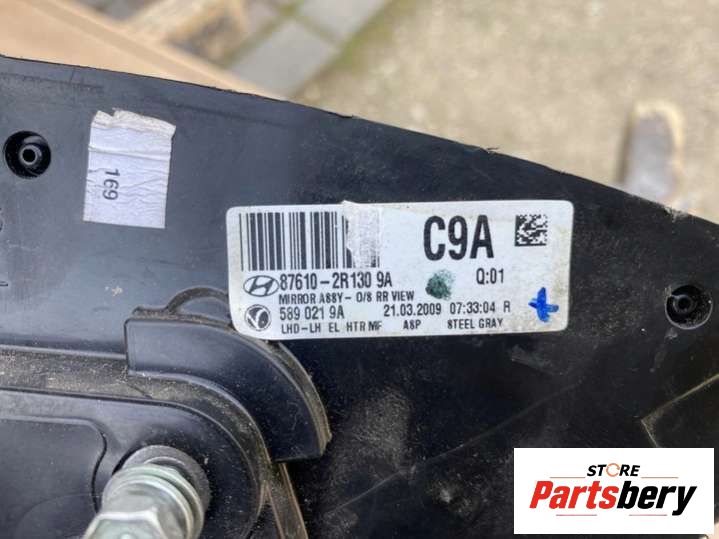 169
C9A
87610-2R130 9A
Q:01
MIRROR ASSY- O/S RR VIEW
589 021 9A 21.03.2009 07:33:04 R
LHD-LH EL HTR MF ASP STEEL GRAY
STORE
Partsbery